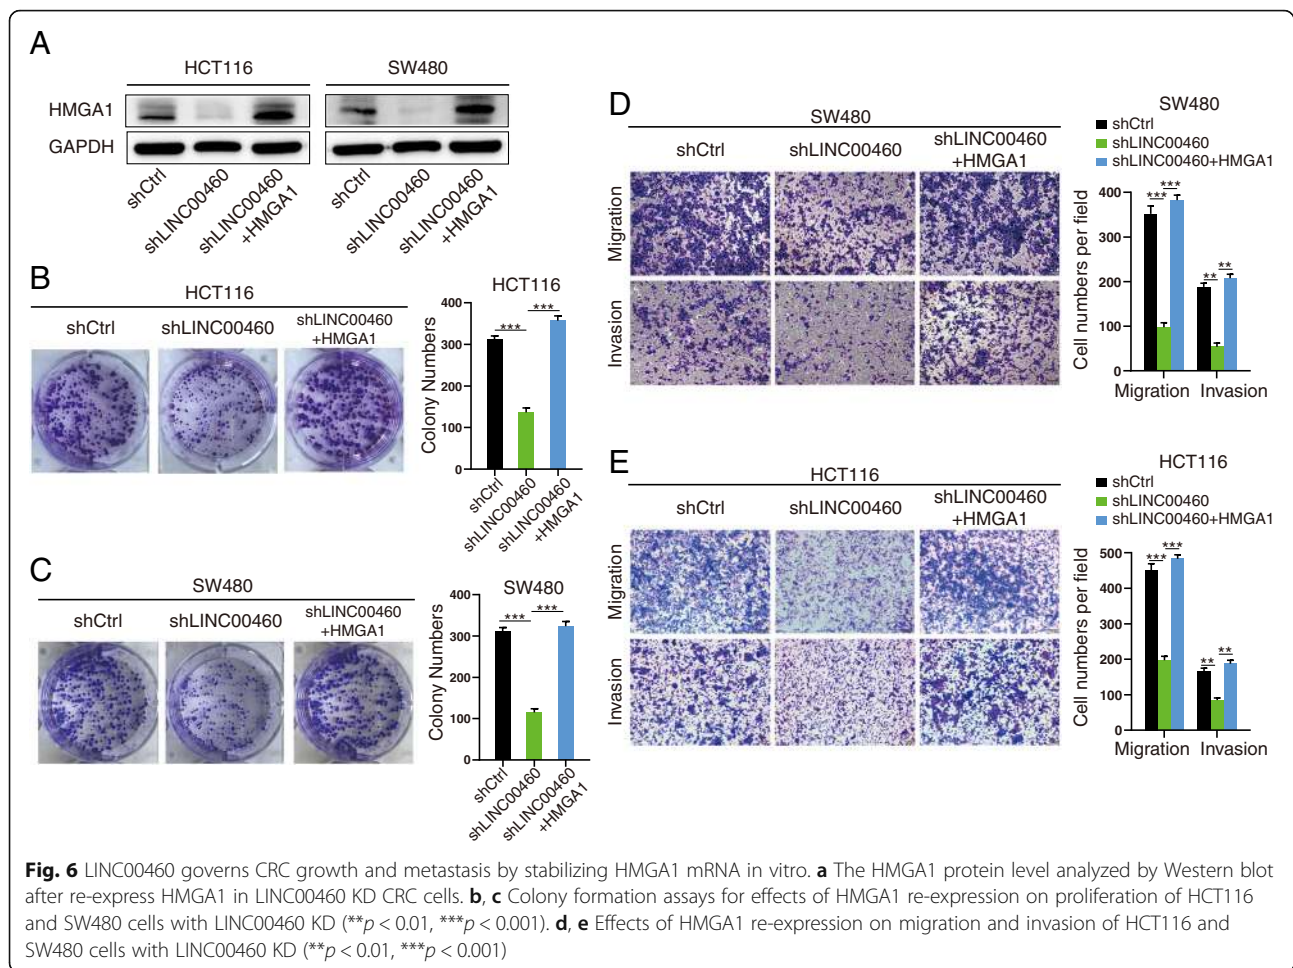 A
HCT116
SW480
HMGA1
GAPDH
shCtrl
shLINC00460
shLINC00460
+HMGA1
shCtrl
shLINC00460
shLINC00460
+HMGA1
B
HCT116
shCtrl
shLINC00460
shLINC00460
+HMGA1
HCT116
Colony Numbers
400
300
200
100
0
***
***
shCtrl
shLINC00460
shLINC00460
+HMGA1
C
SW480
shCtrl
shLINC00460
shLINC00460
+HMGA1
SW480
Colony Numbers
400
300
200
100
0
***
***
shCtrl
shLINC00460
shLINC00460
+HMGA1
D
SW480
shCtrl
shLINC00460
shLINC00460
+HMGA1
Migration
Invasion
SW480
shCtrl
shLINC00460
shLINC00460+HMGA1
Cell numbers per field
400
300
200
100
0
***
***
**
**
Migration
Invasion
E
HCT116
shCtrl
shLINC00460
shLINC00460
+HMGA1
Migration
Invasion
HCT116
shCtrl
shLINC00460
shLINC00460+HMGA1
Cell numbers per field
500
400
300
200
100
0
***
***
**
**
Migration
Invasion
Fig. 6 LINC00460 governs CRC growth and metastasis by stabilizing HMGA1 mRNA in vitro. a The HMGA1 protein level analyzed by Western blot
after re-express HMGA1 in LINC00460 KD CRC cells. b, c Colony formation assays for effects of HMGA1 re-expression on proliferation of HCT116
and SW480 cells with LINC00460 KD (**p < 0.01, ***p < 0.001). d, e Effects of HMGA1 re-expression on migration and invasion of HCT116 and
SW480 cells with LINC00460 KD (**p < 0.01, ***p < 0.001)